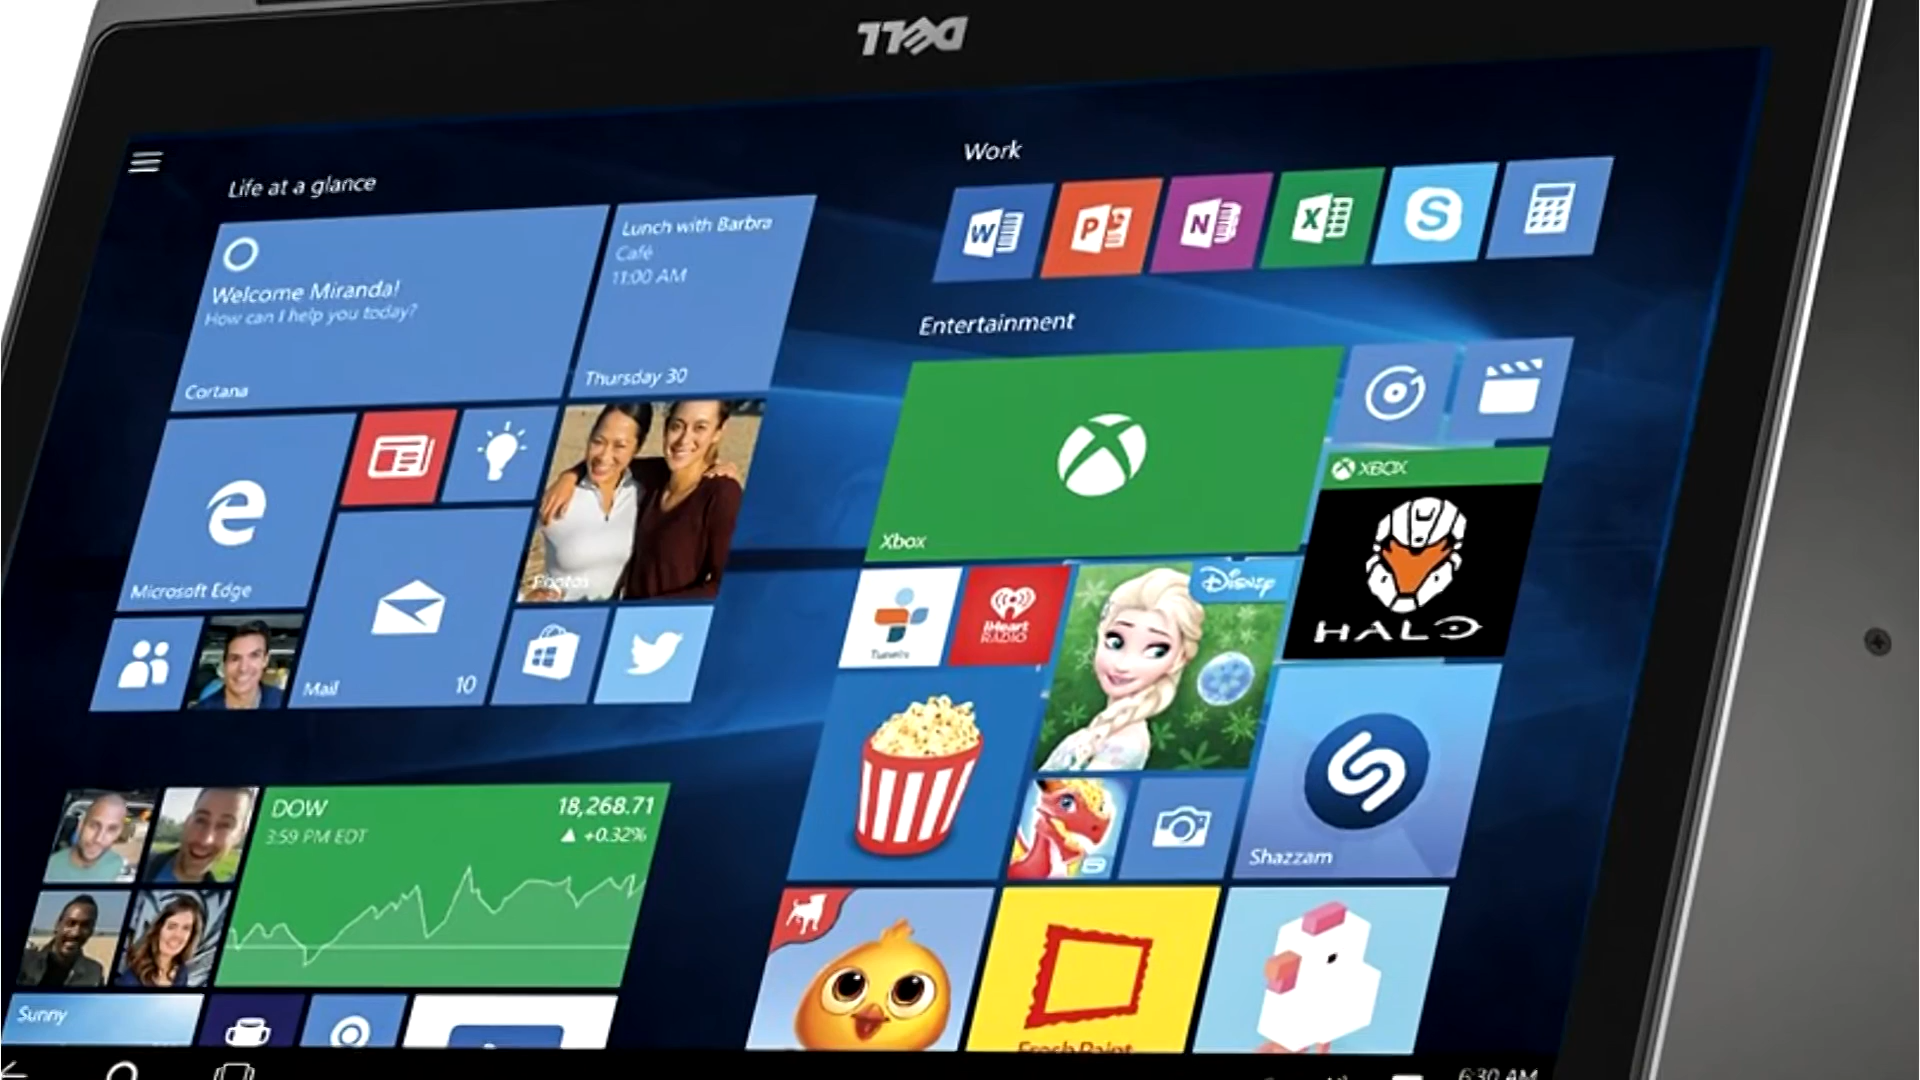 DELL
Life at a glance
Welcome Miranda!
How can I help you today?
Cortana
Lunch with Barbra
Café
11:00 AM
Thursday 30
Microsoft Edge
Photos
Mail
10
DOW
18,268.71
3:59 PM EDT
▲ +0.32%
Sunny
Work
W
P
N
X
S
Entertainment
Xbox
XBOX
HALO
TuneIn
iHeart
RADIO
Disney
Shazzam
Fresh Paint
6:30 AM